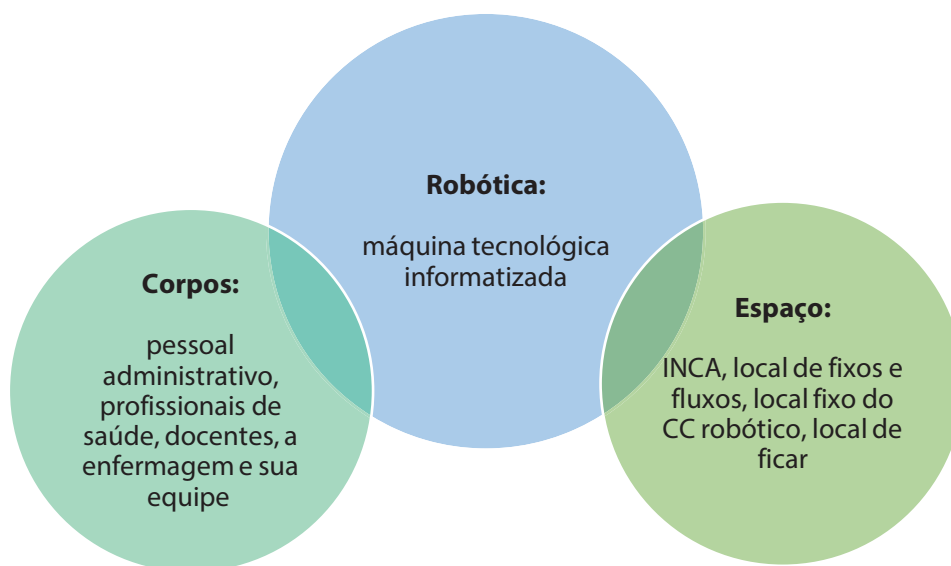 Robótica:
máquina tecnológica
informatizada
Corpos:
pessoal
administrativo,
profissionais de
saúde, docentes, a
enfermagem e sua
equipe
Espaço:
INCA, local de fixos e
fluxos, local fixo do
CC robótico, local de
ficar